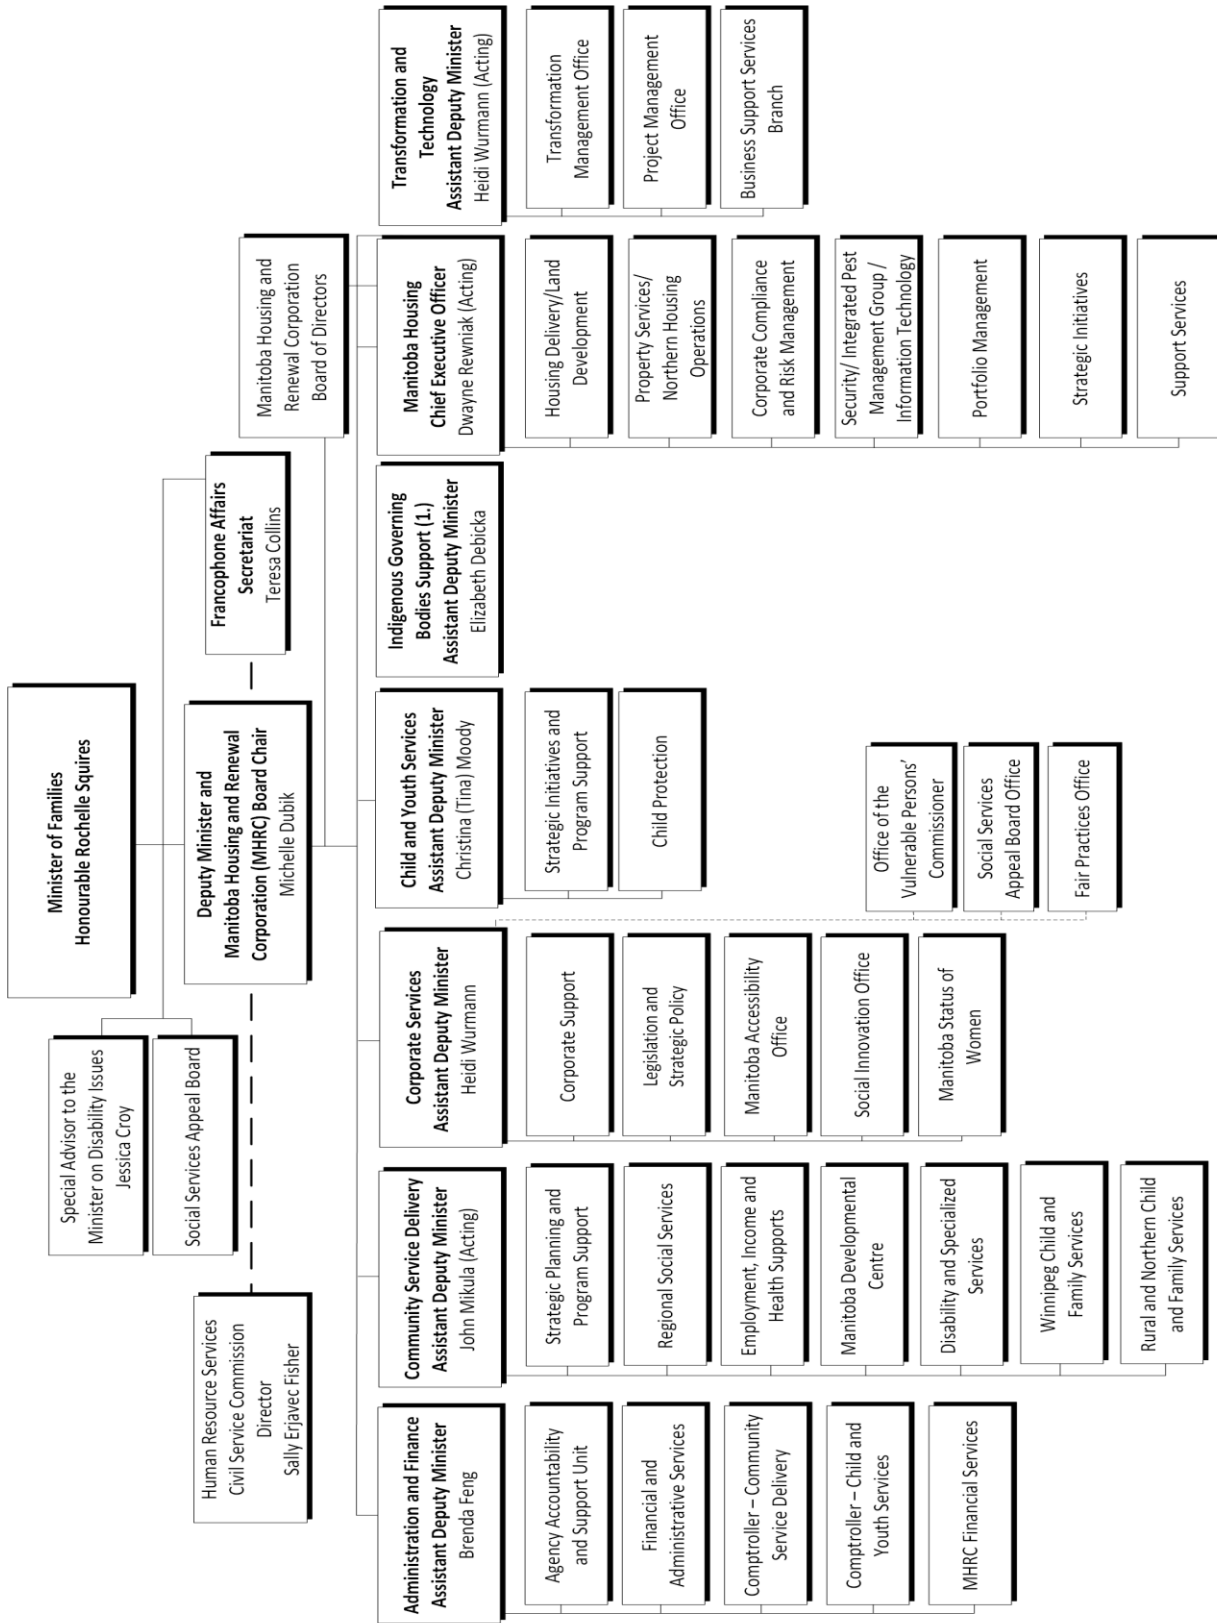 Minister of Families
Honourable Rochelle Squires
Special Advisor to the
Minister on Disability Issues
Jessica Croy
Social Services Appeal Board
Human Resource Services
Civil Service Commission
Director
Sally Erjavec Fisher
Deputy Minister and
Manitoba Housing and Renewal
Corporation (MHRC) Board Chair
Michelle Dubik
Francophone Affairs
Secretariat
Teresa Collins
Manitoba Housing and
Renewal Corporation
Board of Directors
Administration and Finance
Assistant Deputy Minister
Brenda Feng
Agency Accountability
and Support Unit
Financial and
Administrative Services
Comptroller – Community
Service Delivery
Comptroller – Child and
Youth Services
MHRC Financial Services
Community Service Delivery
Assistant Deputy Minister
John Mikula (Acting)
Strategic Planning and
Program Support
Regional Social Services
Employment, Income and
Health Supports
Manitoba Developmental
Centre
Disability and Specialized
Services
Winnipeg Child and
Family Services
Rural and Northern Child
and Family Services
Corporate Services
Assistant Deputy Minister
Heidi Wurmann
Corporate Support
Legislation and
Strategic Policy
Manitoba Accessibility
Office
Social Innovation Office
Manitoba Status of
Women
Office of the
Vulnerable Persons'
Commissioner
Social Services
Appeal Board Office
Fair Practices Office
Child and Youth Services
Assistant Deputy Minister
Christina (Tina) Moody
Strategic Initiatives and
Program Support
Child Protection
Indigenous Governing
Bodies Support (1.)
Assistant Deputy Minister
Elizabeth Debicka
Manitoba Housing
Chief Executive Officer
Dwayne Rewniak (Acting)
Housing Delivery/Land
Development
Property Services/
Northern Housing
Operations
Corporate Compliance
and Risk Management
Security/ Integrated Pest
Management Group /
Information Technology
Portfolio Management
Strategic Initiatives
Support Services
Transformation and
Technology
Assistant Deputy Minister
Heidi Wurmann (Acting)
Transformation
Management Office
Project Management
Office
Business Support Services
Branch